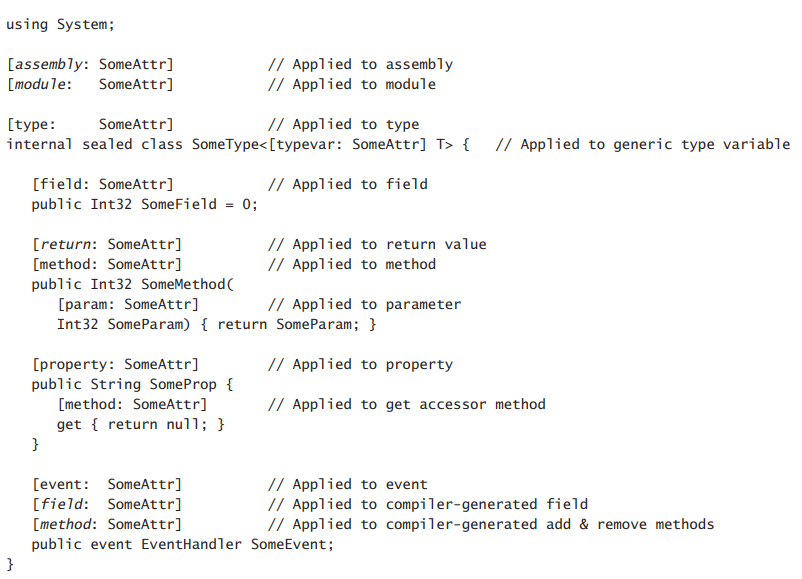 using System;

[assembly: SomeAttr]           // Applied to assembly
[module:   SomeAttr]           // Applied to module

[type:     SomeAttr]           // Applied to type
internal sealed class SomeType<[typevar: SomeAttr] T> {   // Applied to generic type variable

   [field: SomeAttr]           // Applied to field
   public Int32 SomeField = 0;

   [return: SomeAttr]          // Applied to return value
   [method: SomeAttr]          // Applied to method
   public Int32 SomeMethod(
      [param: SomeAttr]        // Applied to parameter
      Int32 SomeParam) { return SomeParam; }

   [property: SomeAttr]        // Applied to property
   public String SomeProp {
      [method: SomeAttr]       // Applied to get accessor method
      get { return null; }
   }

   [event:  SomeAttr]          // Applied to event
   [field:  SomeAttr]          // Applied to compiler-generated field
   [method: SomeAttr]          // Applied to compiler-generated add & remove methods
   public event EventHandler SomeEvent;
}